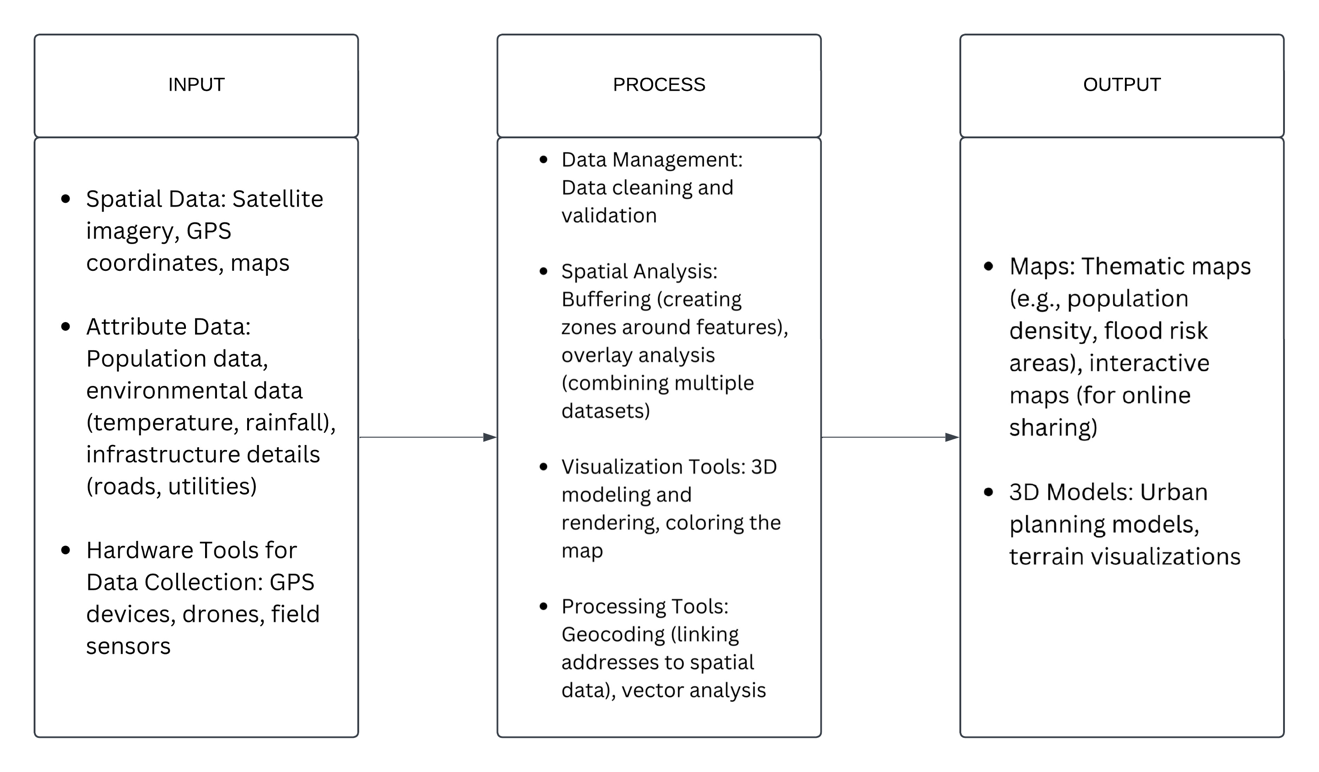 INPUT
• Spatial Data: Satellite
imagery, GPS
coordinates, maps
• Attribute Data:
Population data,
environmental data
(temperature, rainfall),
infrastructure details
(roads, utilities)
• Hardware Tools for
Data Collection: GPS
devices, drones, field
sensors
PROCESS
• Data Management:
Data cleaning and
validation
• Spatial Analysis:
Buffering (creating
zones around features),
overlay analysis
(combining multiple
datasets)
• Visualization Tools: 3D
modeling and
rendering, coloring the
map
• Processing Tools:
Geocoding (linking
addresses to spatial
data), vector analysis
OUTPUT
• Maps: Thematic maps
(e.g., population
density, flood risk
areas), interactive
maps (for online
sharing)
• 3D Models: Urban
planning models,
terrain visualizations